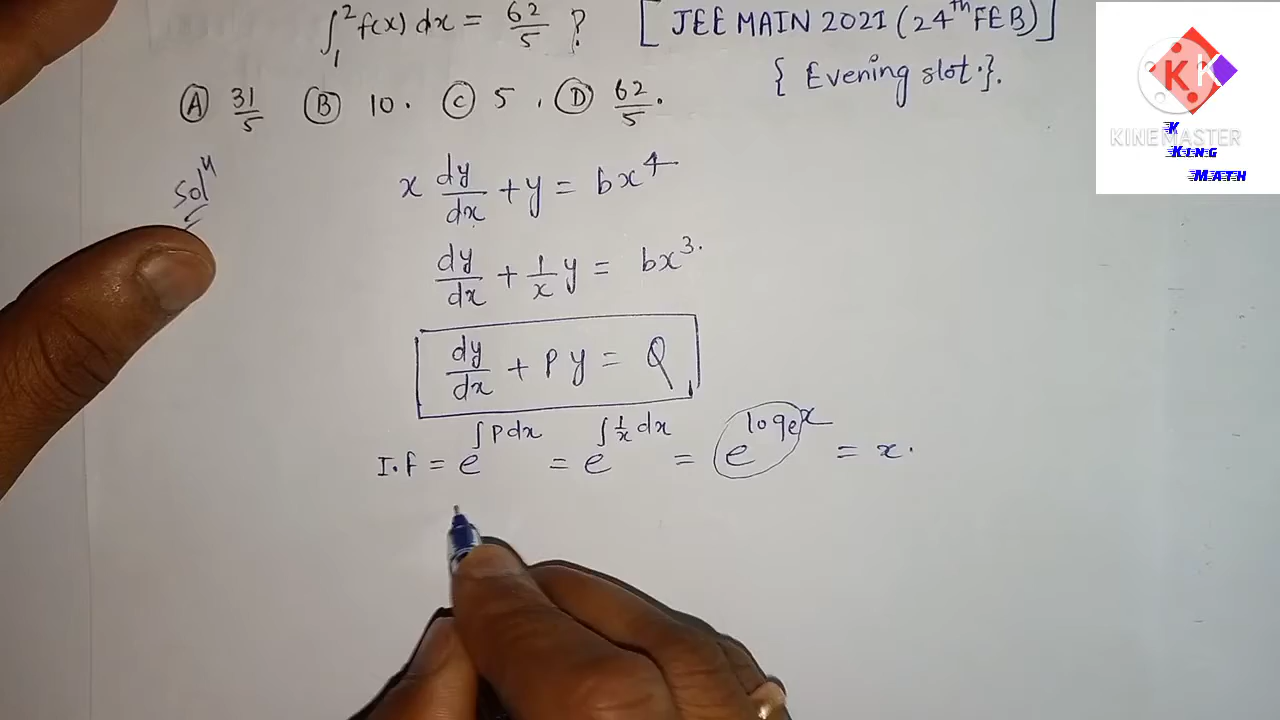 ∫₁² f(x) dx = 62/5 ? [ JEE MAIN 2021 (24th FEB) ]
{ Evening slot. }.
(A) 31/5 (B) 10. (C) 5 , (D) 62/5.
KINEMASTER
K
King
Math
Solⁿ
x dy/dx + y = bx⁴
dy/dx + 1/x y = bx³.
dy/dx + Py = Q
I.f = e^∫Pdx = e^∫1/x dx = e^logₑx = x.